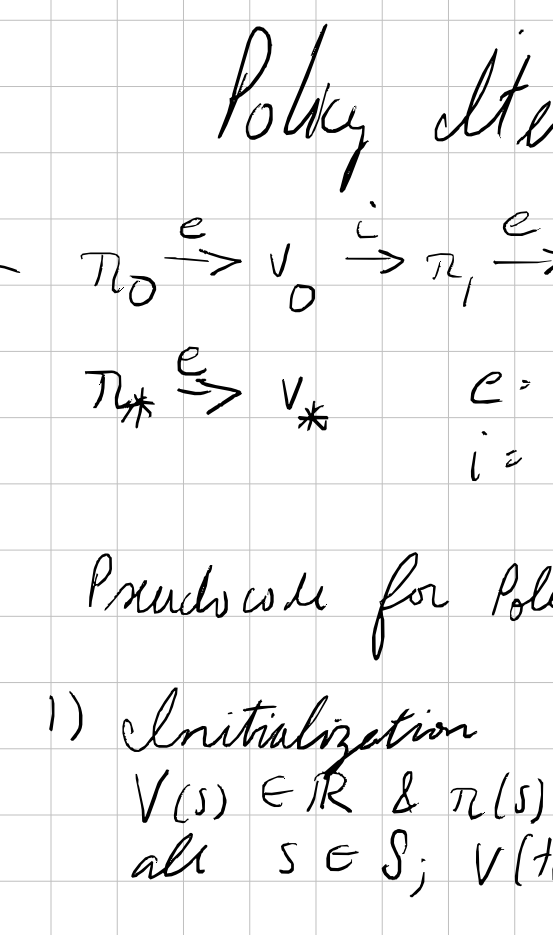 Policy Ite
π₀ →ᵉ v₀ →ⁱ π₁ →ᵉ
π* →ᵉ v*
e =
i =
Pseudocode for Pol
1) Initialization
V(s) ∈ ℝ & π(s)
all s ∈ S; V(t